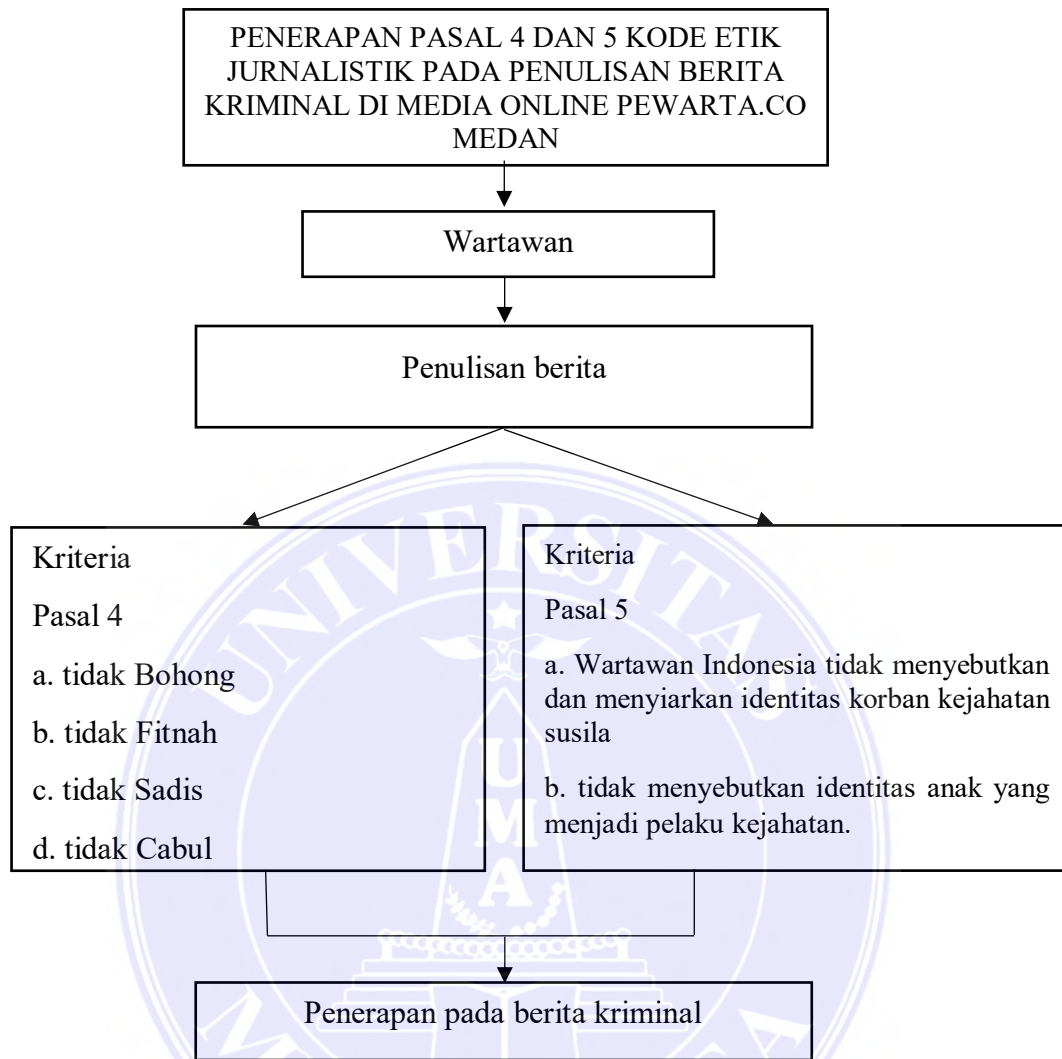 PENERAPAN PASAL 4 DAN 5 KODE ETIK
JURNALISTIK PADA PENULISAN BERITA
KRIMINAL DI MEDIA ONLINE PEWARTA.CO
MEDAN
Wartawan
Penulisan berita
Kriteria
Pasal 4
a. tidak Bohong
b. tidak Fitnah
c. tidak Sadis
d. tidak Cabul
Kriteria
Pasal 5
a. Wartawan Indonesia tidak menyebutkan
dan menyiarkan identitas korban kejahatan
susila
b. tidak menyebutkan identitas anak yang
menjadi pelaku kejahatan.
Penerapan pada berita kriminal
UNIVERSITAS
UMA